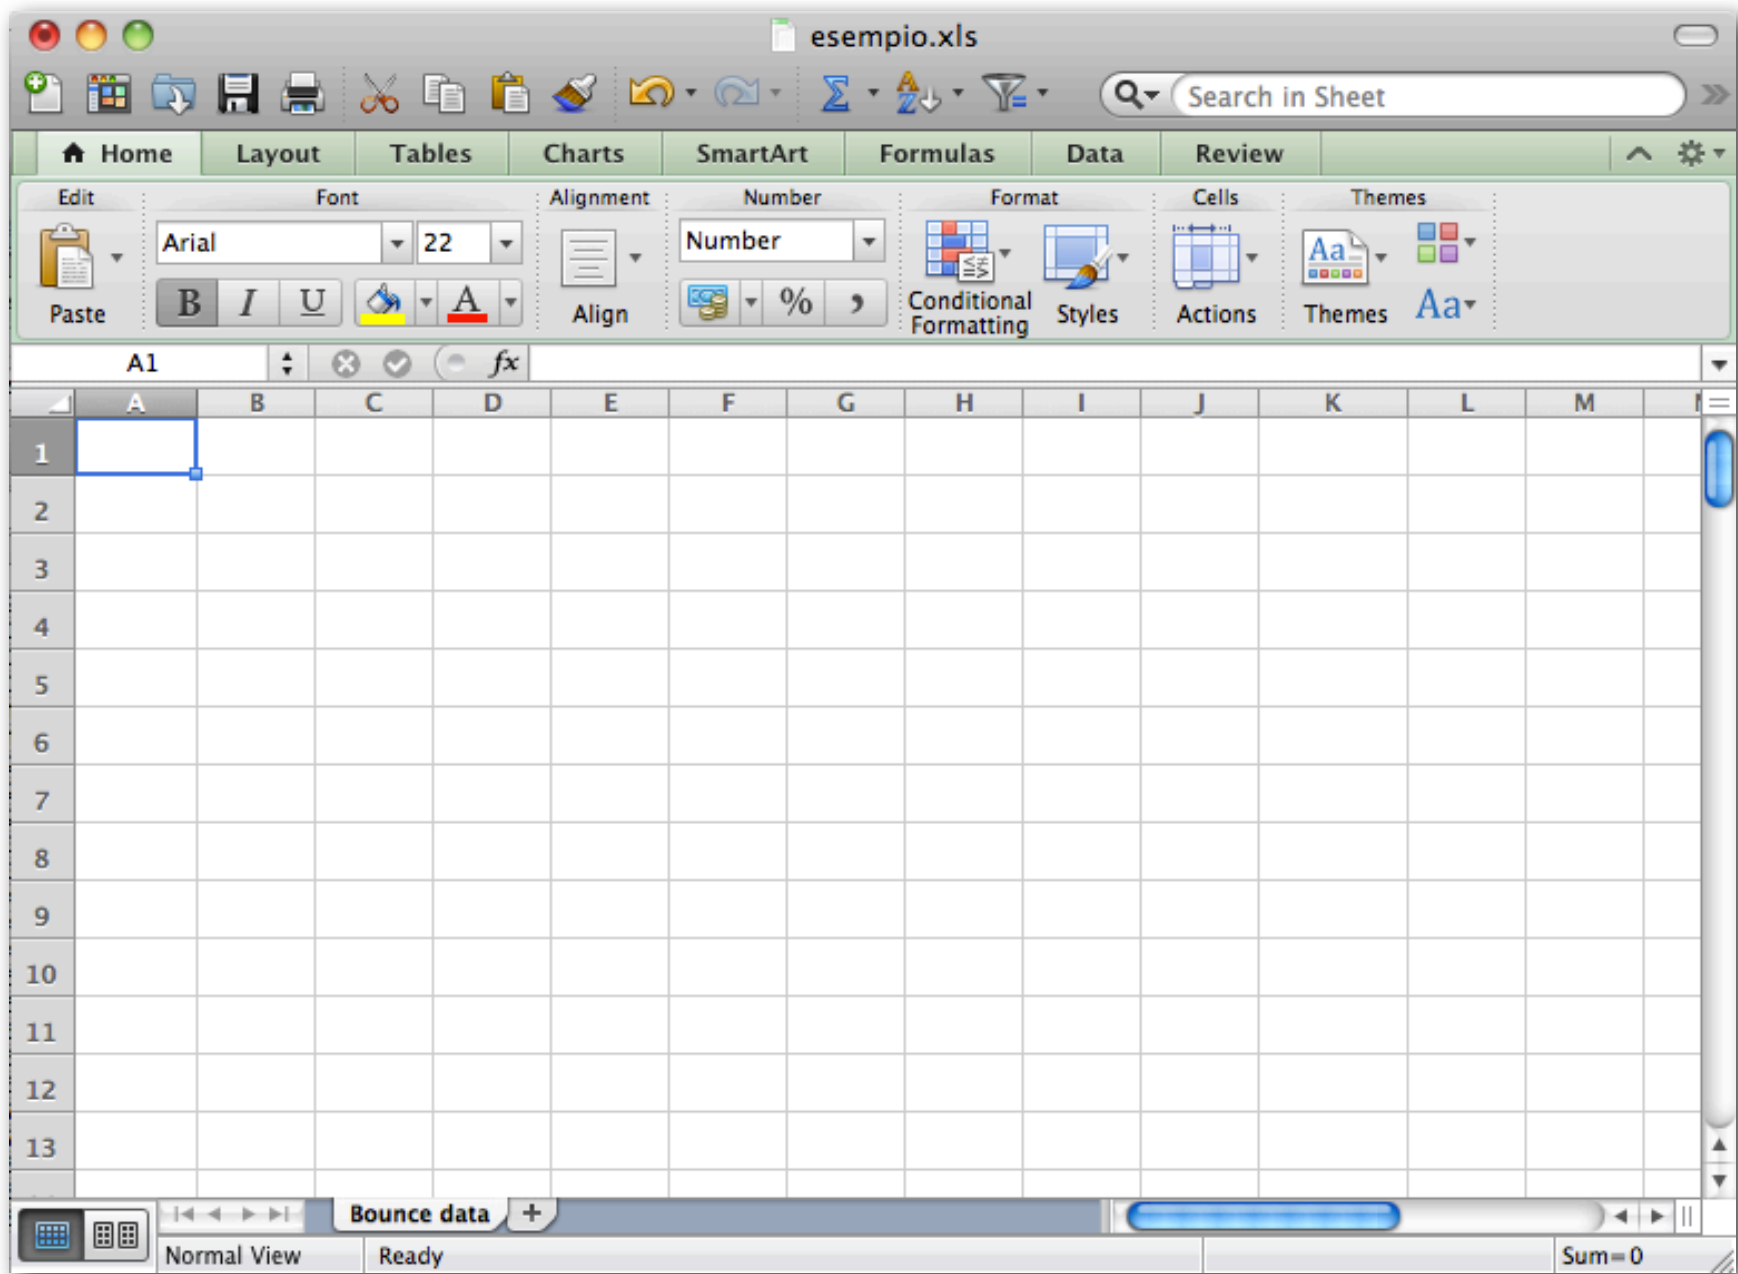 esempio.xls
Search in Sheet
Home Layout Tables Charts SmartArt Formulas Data Review
Edit Font Alignment Number Format Cells Themes
Arial 22 Number
Paste B I U A Align % Conditional Formatting Styles Actions Aa Themes Aa
A1 fx
A B C D E F G H I J K L M
1
2
3
4
5
6
7
8
9
10
11
12
13
Bounce data +
Normal View Ready Sum=0